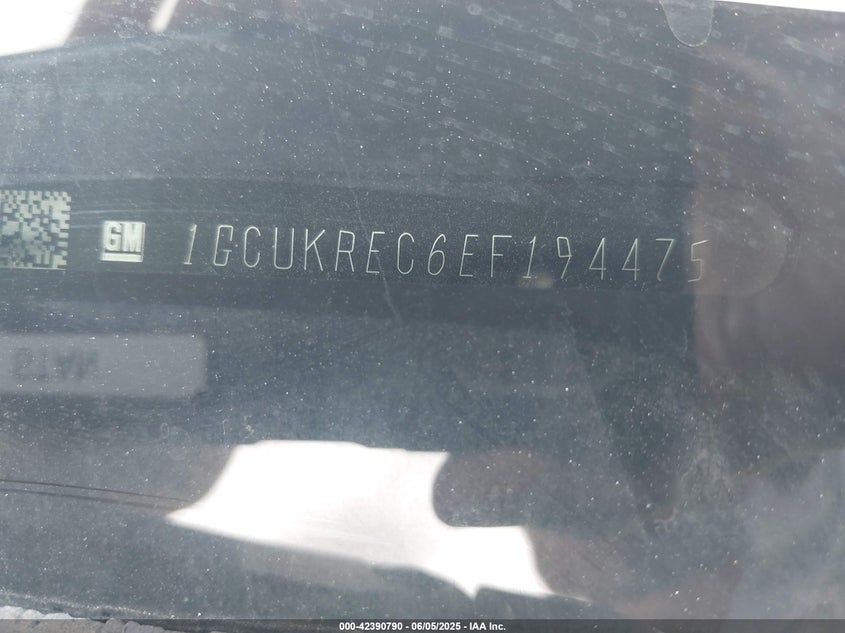 GM 1GCUKREC6EF194475
000-42390790 - 06/05/2025 - IAA Inc.